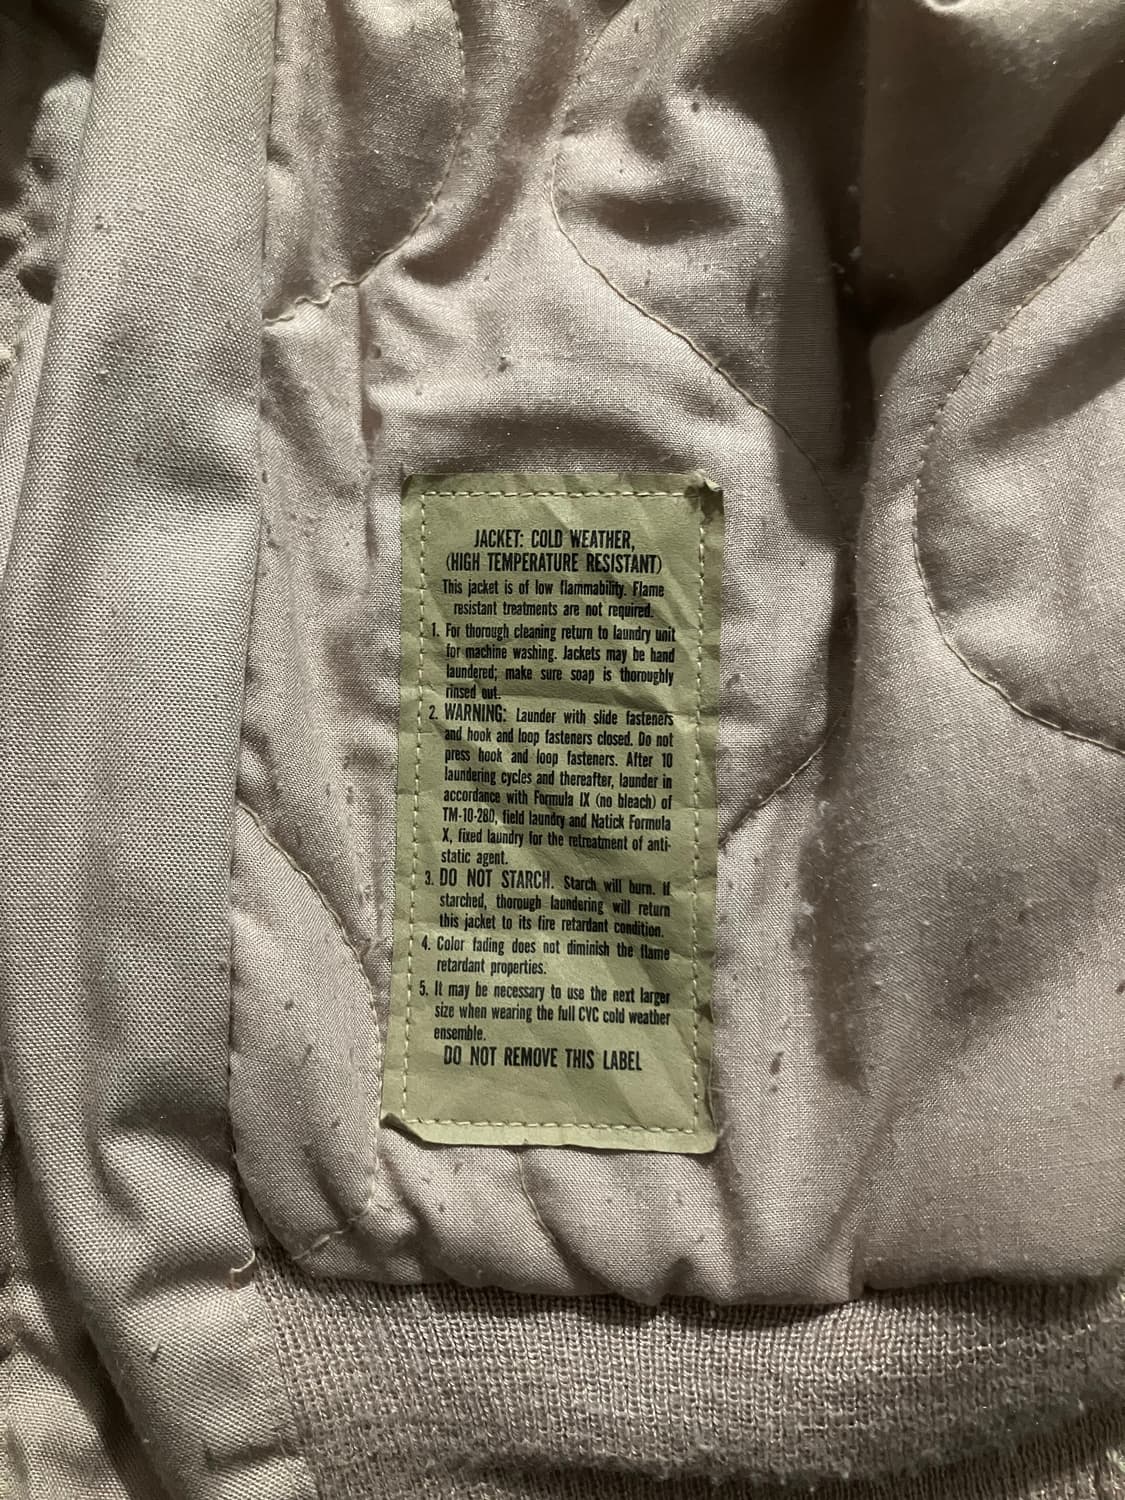 JACKET: COLD WEATHER,
(HIGH TEMPERATURE RESISTANT)
This jacket is of low flammability. Flame
resistant treatments are not required.
1. For thorough cleaning return to laundry unit
for machine washing. Jackets may be hand
laundered; make sure soap is thoroughly
rinsed out.
2. WARNING: Launder with slide fasteners
and hook and loop fasteners closed. Do not
press hook and loop fasteners. After 10
laundering cycles and thereafter, launder in
accordance with Formula IX (no bleach) of
TM-10-280, field laundry and Natick Formula
X, fixed laundry for the retreatment of anti-
static agent.
3. DO NOT STARCH. Starch will burn. If
starched, thorough laundering will return
this jacket to its fire retardant condition.
4. Color fading does not diminish the flame
retardant properties.
5. It may be necessary to use the next larger
size when wearing the full CVC cold weather
ensemble.
DO NOT REMOVE THIS LABEL